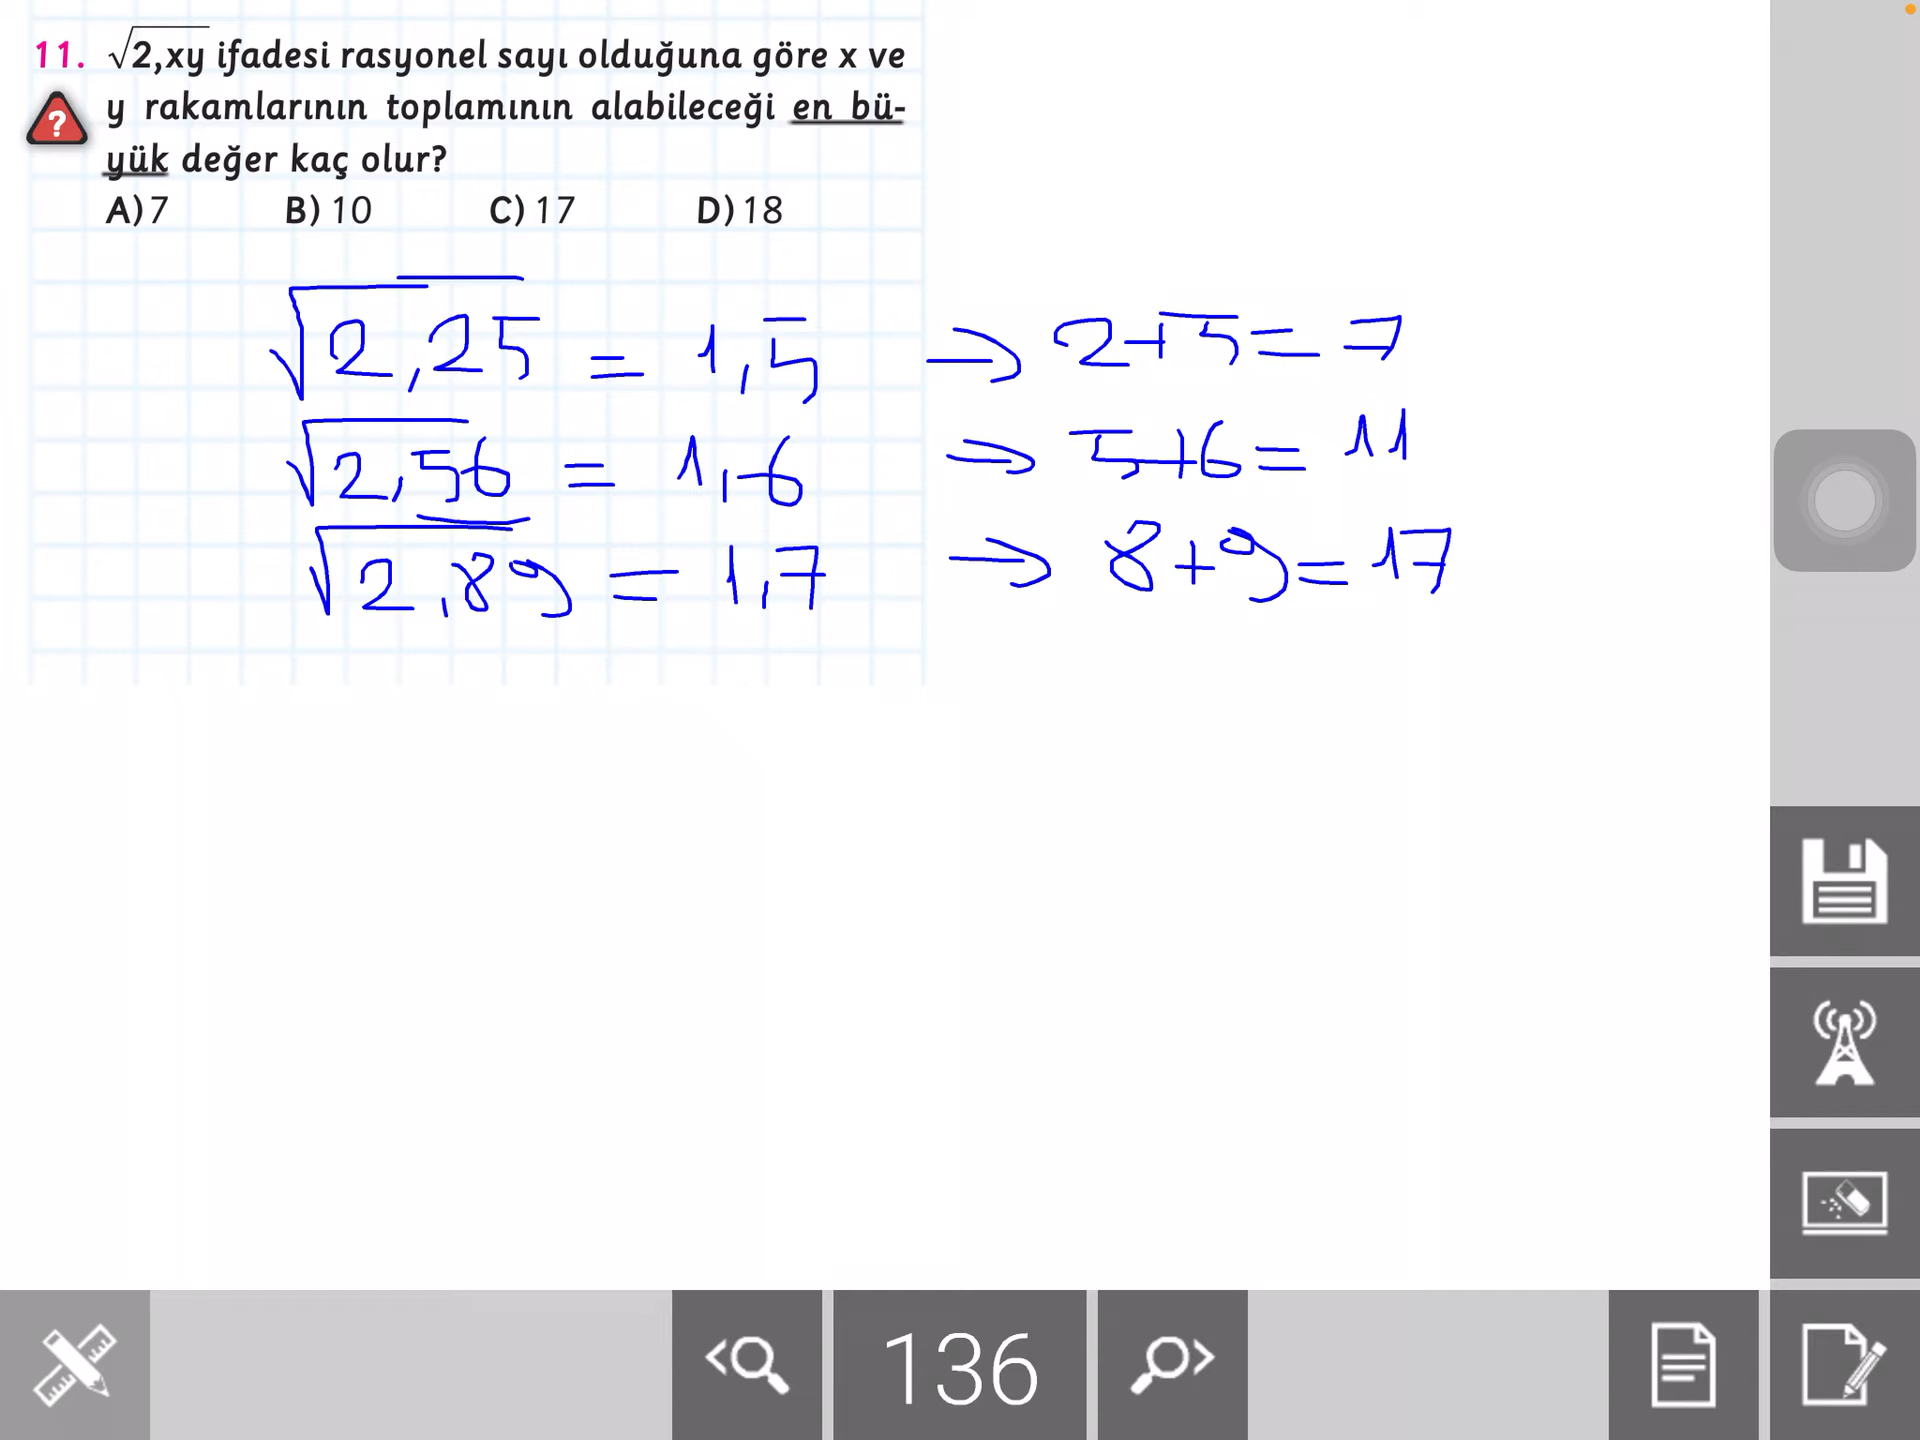 11. √2,xy ifadesi rasyonel sayı olduğuna göre x ve
? y rakamlarının toplamının alabileceği en bü-
yük değer kaç olur?
A) 7 B) 10 C) 17 D) 18
√2,25 = 1,5 → 2+5= 7
√2,56 = 1,6 → 5+6= 11
√2,89 = 1,7 → 8+9=17
136